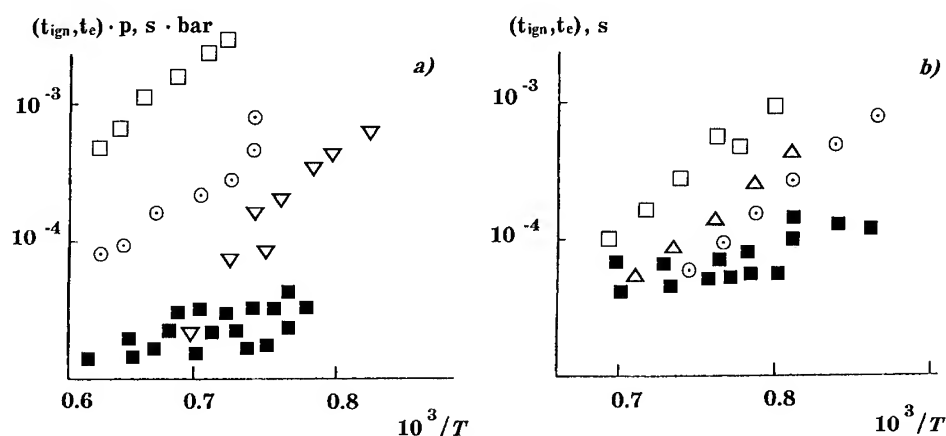 (t_ign,t_e) · p, s · bar
a)
10^-3
10^-4
0.6 0.7 0.8
10^3/T
(t_ign,t_e), s
b)
10^-3
10^-4
0.7 0.8
10^3/T